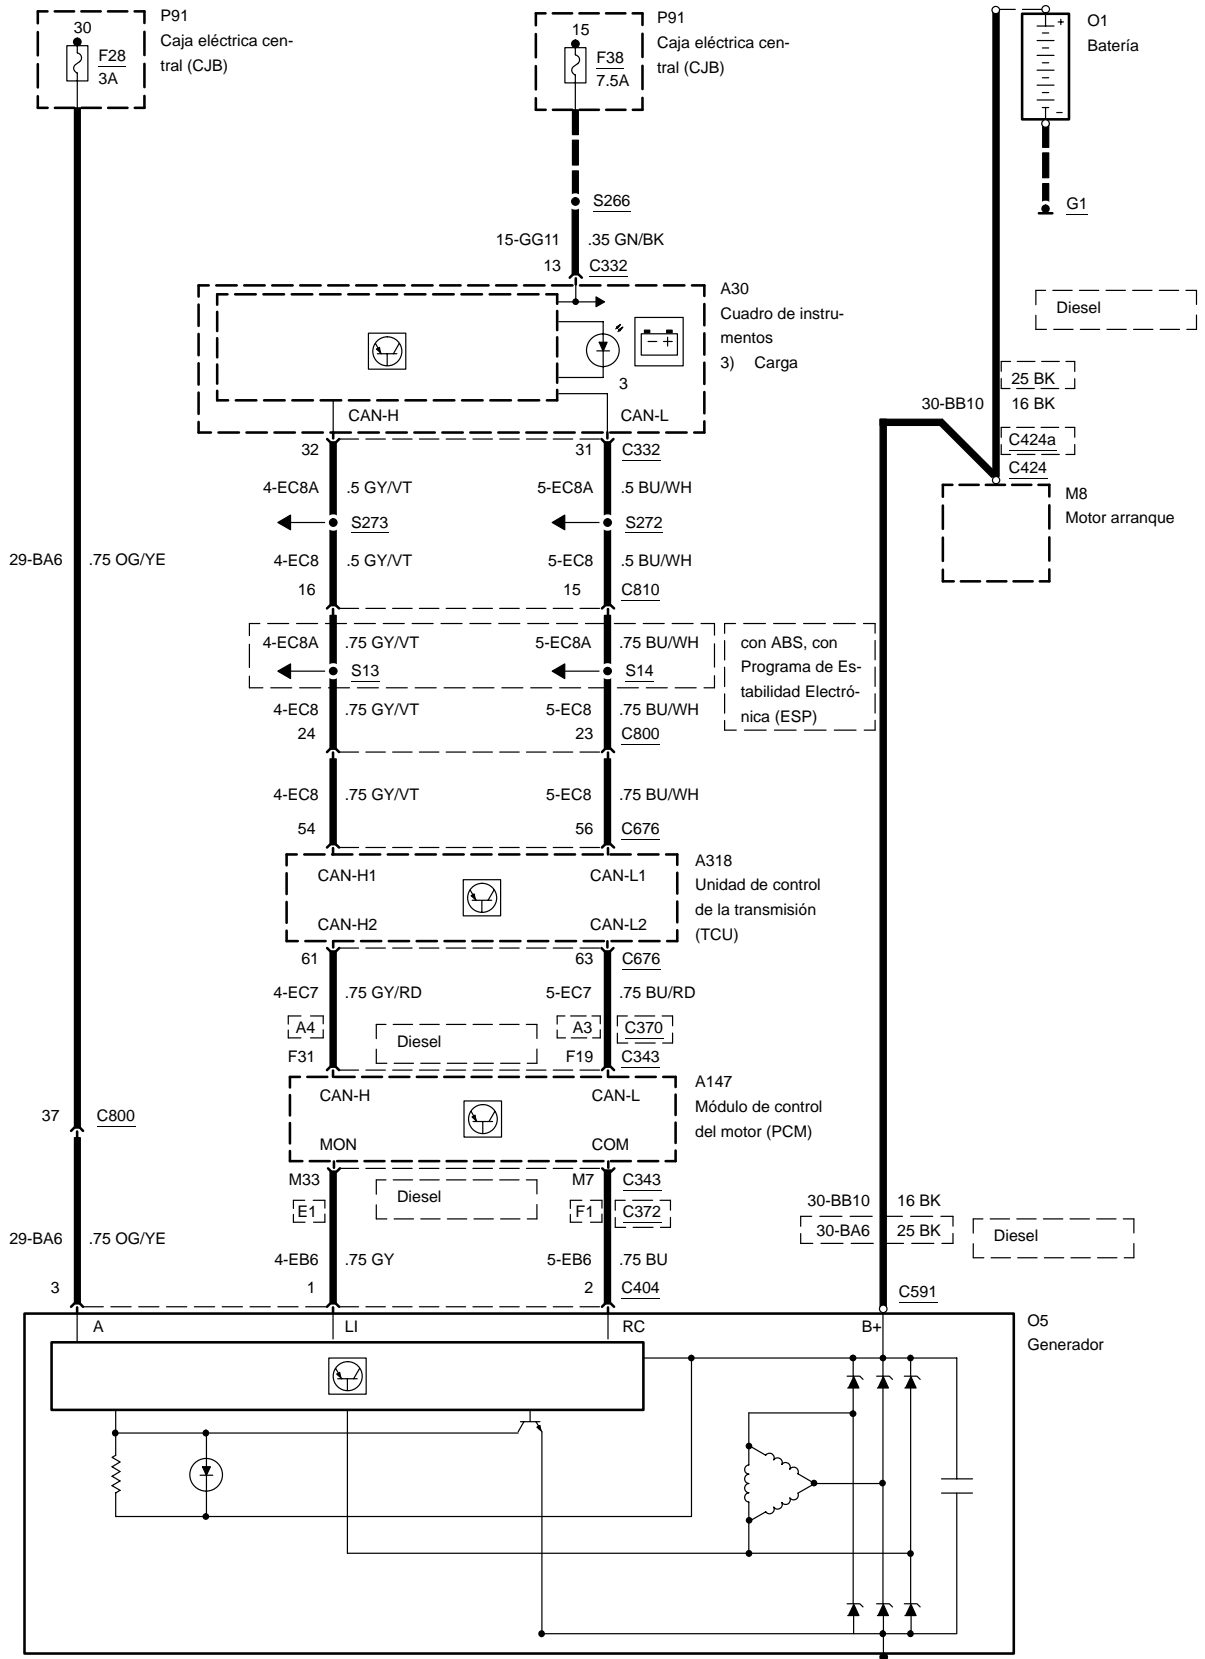 P91
Caja eléctrica cen-
tral (CJB)
30
F28
3A
P91
Caja eléctrica cen-
tral (CJB)
15
F38
7.5A
O1
Batería
+
−
G1
S266
15-GG11 .35 GN/BK
13 C332
A30
Cuadro de instru-
mentos
3) Carga
− +
3
CAN-H CAN-L
Diesel
25 BK
30-BB10 16 BK
C424a
C424
M8
Motor arranque
32 31 C332
4-EC8A .5 GY/VT 5-EC8A .5 BU/WH
S273 S272
29-BA6 .75 OG/YE 4-EC8 .5 GY/VT 5-EC8 .5 BU/WH
16 15 C810
4-EC8A .75 GY/VT 5-EC8A .75 BU/WH
S13 S14
con ABS, con
Programa de Es-
tabilidad Electró-
nica (ESP)
4-EC8 .75 GY/VT 5-EC8 .75 BU/WH
24 23 C800
4-EC8 .75 GY/VT 5-EC8 .75 BU/WH
54 56 C676
CAN-H1 CAN-L1
CAN-H2 CAN-L2
A318
Unidad de control
de la transmisión
(TCU)
61 63 C676
4-EC7 .75 GY/RD 5-EC7 .75 BU/RD
A4 Diesel A3 C370
F31 F19 C343
CAN-H CAN-L
MON COM
A147
Módulo de control
del motor (PCM)
37 C800
M33 M7 C343
E1 Diesel F1 C372
30-BB10 16 BK
30-BA6 25 BK
Diesel
29-BA6 .75 OG/YE 4-EB6 .75 GY 5-EB6 .75 BU
3 1 2 C404
C591
A LI RC B+
O5
Generador